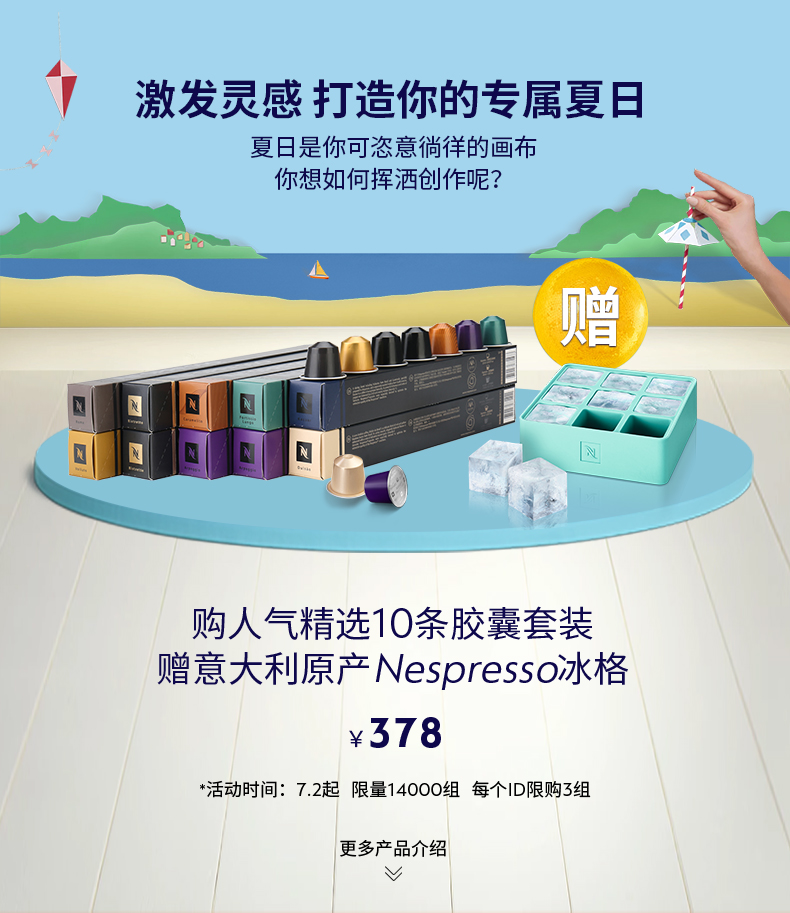 激发灵感 打造你的专属夏日
夏日是你可恣意徜徉的画布
你想如何挥洒创作呢?
赠
购人气精选10条胶囊套装
赠意大利原产Nespresso冰格
¥378
*活动时间：7.2起 限量14000组 每个ID限购3组
更多产品介绍